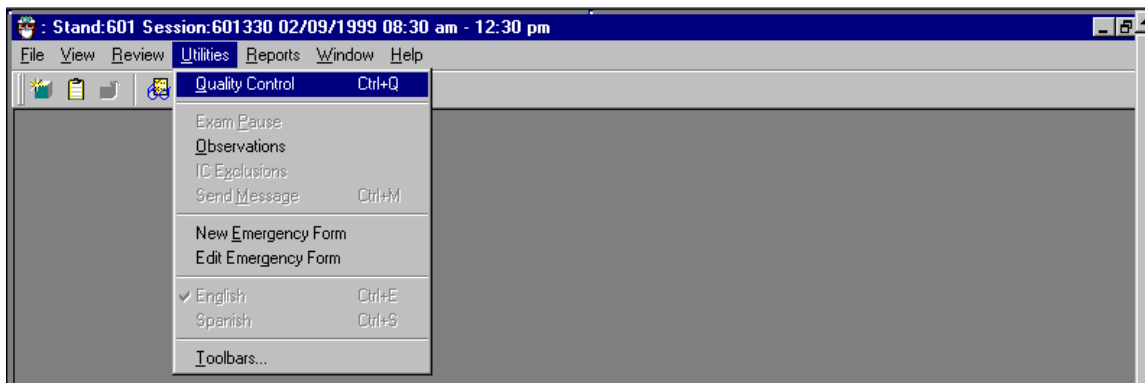 : Stand:601 Session:601330 02/09/1999 08:30 am - 12:30 pm
File View Review Utilities Reports Window Help
Quality Control Ctrl+Q
Exam Pause
Observations
IC Exclusions
Send Message Ctrl+M
New Emergency Form
Edit Emergency Form
English Ctrl+E
Spanish Ctrl+S
Toolbars...